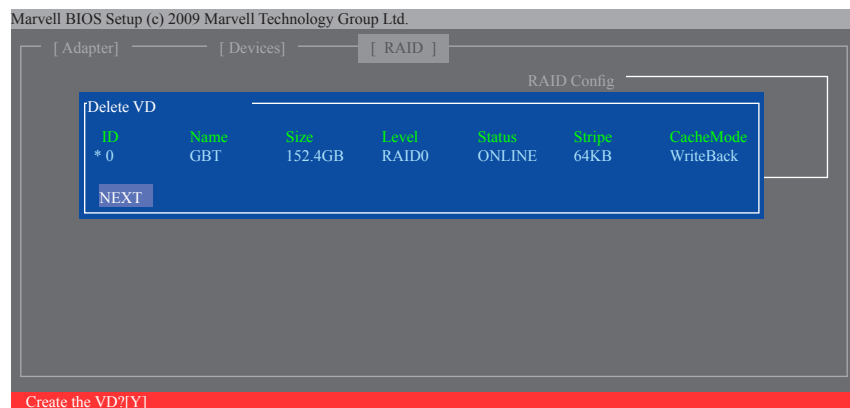 Marvell BIOS Setup (c) 2009 Marvell Technology Group Ltd.
[ Adapter] [ Devices] [ RAID ]
RAID Config
Delete VD
ID Name Size Level Status Stripe CacheMode
* 0 GBT 152.4GB RAID0 ONLINE 64KB WriteBack
NEXT
Create the VD?[Y]